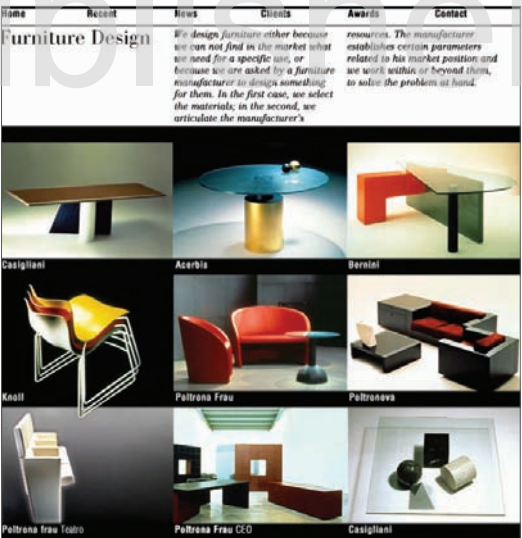 Home Recent News Clients Awards Contact
Furniture Design
We design furniture either because
we can not find in the market what
we need for a specific use, or
because we are asked by a furniture
manufacturer to design something
for them. In the first case, we select
the materials; in the second, we
articulate the manufacturer's
resources. The manufacturer
establishes certain parameters
related to his market position and
we work within or beyond them,
to solve the problem at hand.
Casigliani
Acerbis
Bernini
Knoll
Poltrona Frau
Poltronova
Poltrona frau Teatro
Poltrona Frau CEO
Casigliani